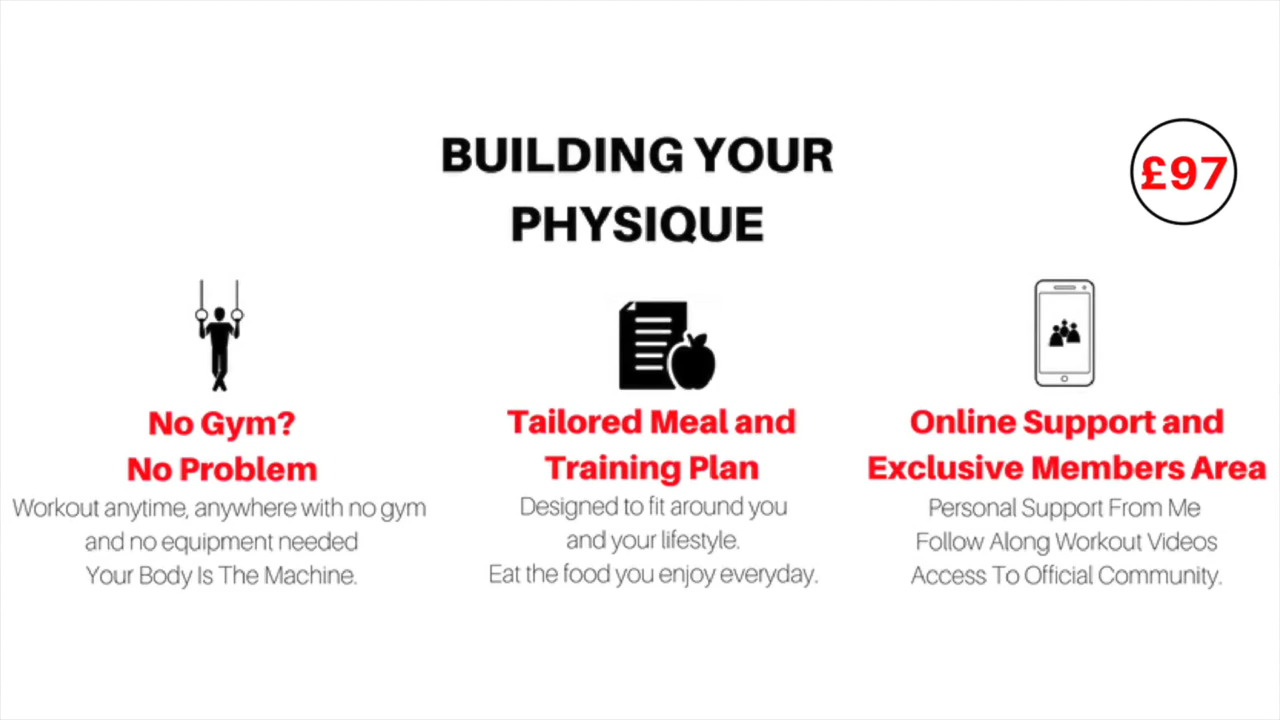 BUILDING YOUR
PHYSIQUE
£97
No Gym?
No Problem
Workout anytime, anywhere with no gym
and no equipment needed
Your Body Is The Machine.
Tailored Meal and
Training Plan
Designed to fit around you
and your lifestyle.
Eat the food you enjoy everyday.
Online Support and
Exclusive Members Area
Personal Support From Me
Follow Along Workout Videos
Access To Official Community.